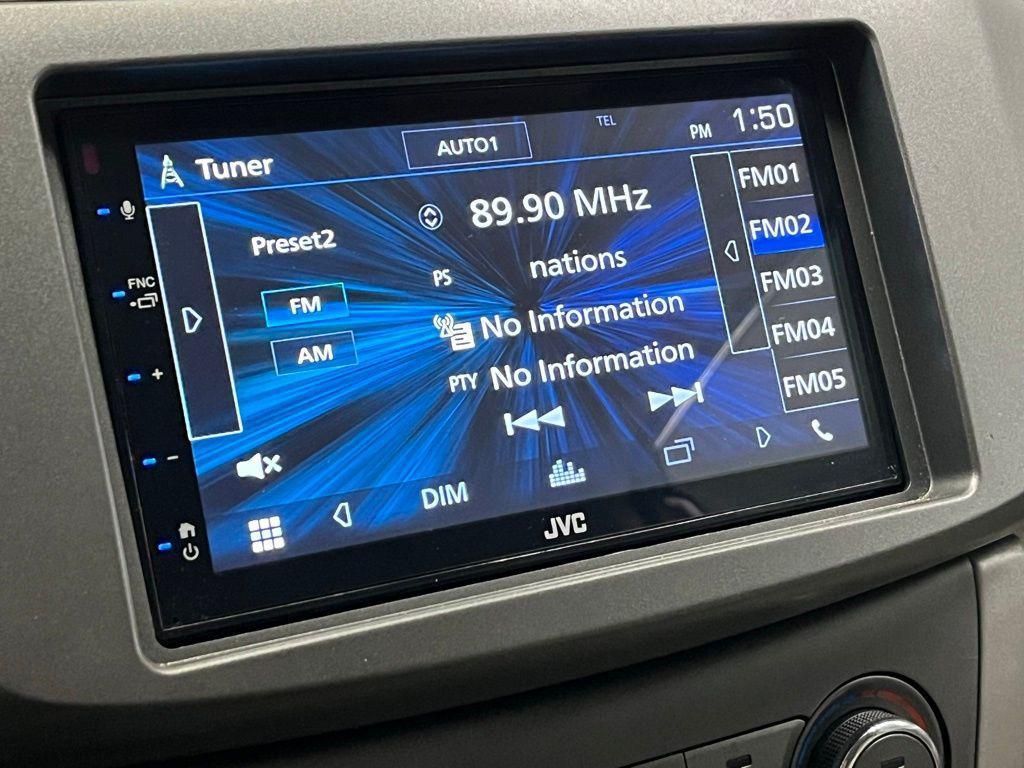 Tuner
AUTO1
TEL
PM 1:50
89.90 MHz
Preset2
PS nations
FM
AM
No Information
PTY No Information
FM01
FM02
FM03
FM04
FM05
FNC
+
−
DIM
JVC